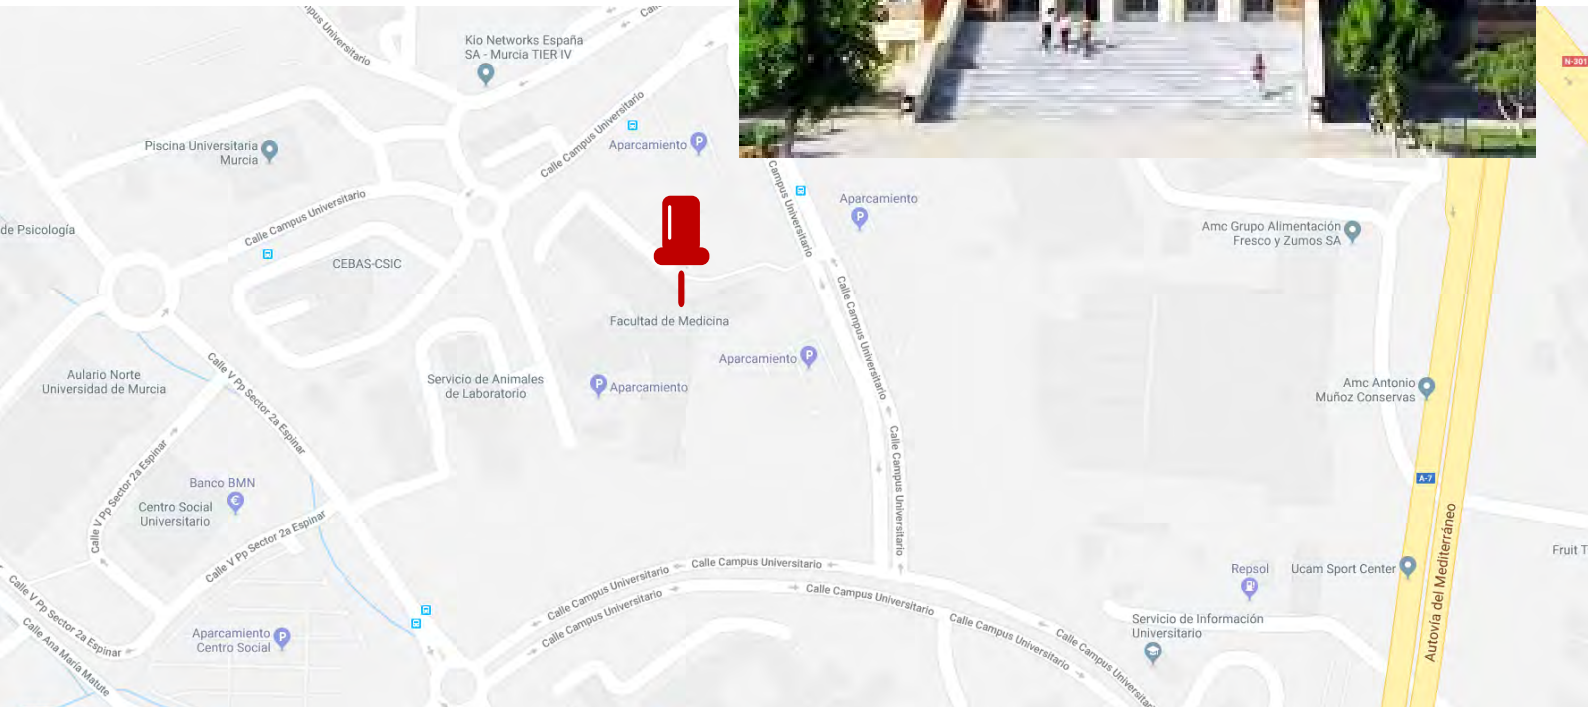 Universitario
Calle
Kio Networks España
SA - Murcia TIER IV
N-301
Piscina Universitaria
Murcia
Calle Campus Universitario
Aparcamiento
P
Campus Universitario
Aparcamiento
P
de Psicología
Calle Campus Universitario
CEBAS-CSIC
Amc Grupo Alimentación
Fresco y Zumos SA
Facultad de Medicina
Calle Campus Universitario
Aparcamiento
P
P
Aparcamiento
Aulario Norte
Universidad de Murcia
Calle V Pp Sector 2a Espinar
Servicio de Animales
de Laboratorio
Amc Antonio
Muñoz Conservas
Calle V Pp Sector 2a Espinar
Banco BMN
€
Centro Social
Universitario
Calle V Pp Sector 2a Espinar
Calle Campus Universitario
A-7
Autovía del Mediterráneo
Fruit T
Calle Campus Universitario
Calle Campus Universitario
Calle Campus Universitario
Calle Campus Universitario
Calle Campus Universitario
Calle Campus Universitario
Repsol
Ucam Sport Center
Servicio de Información
Universitario
Calle V Pp Sector 2a Espinar
Calle Ana María Matute
Aparcamiento
Centro Social
P